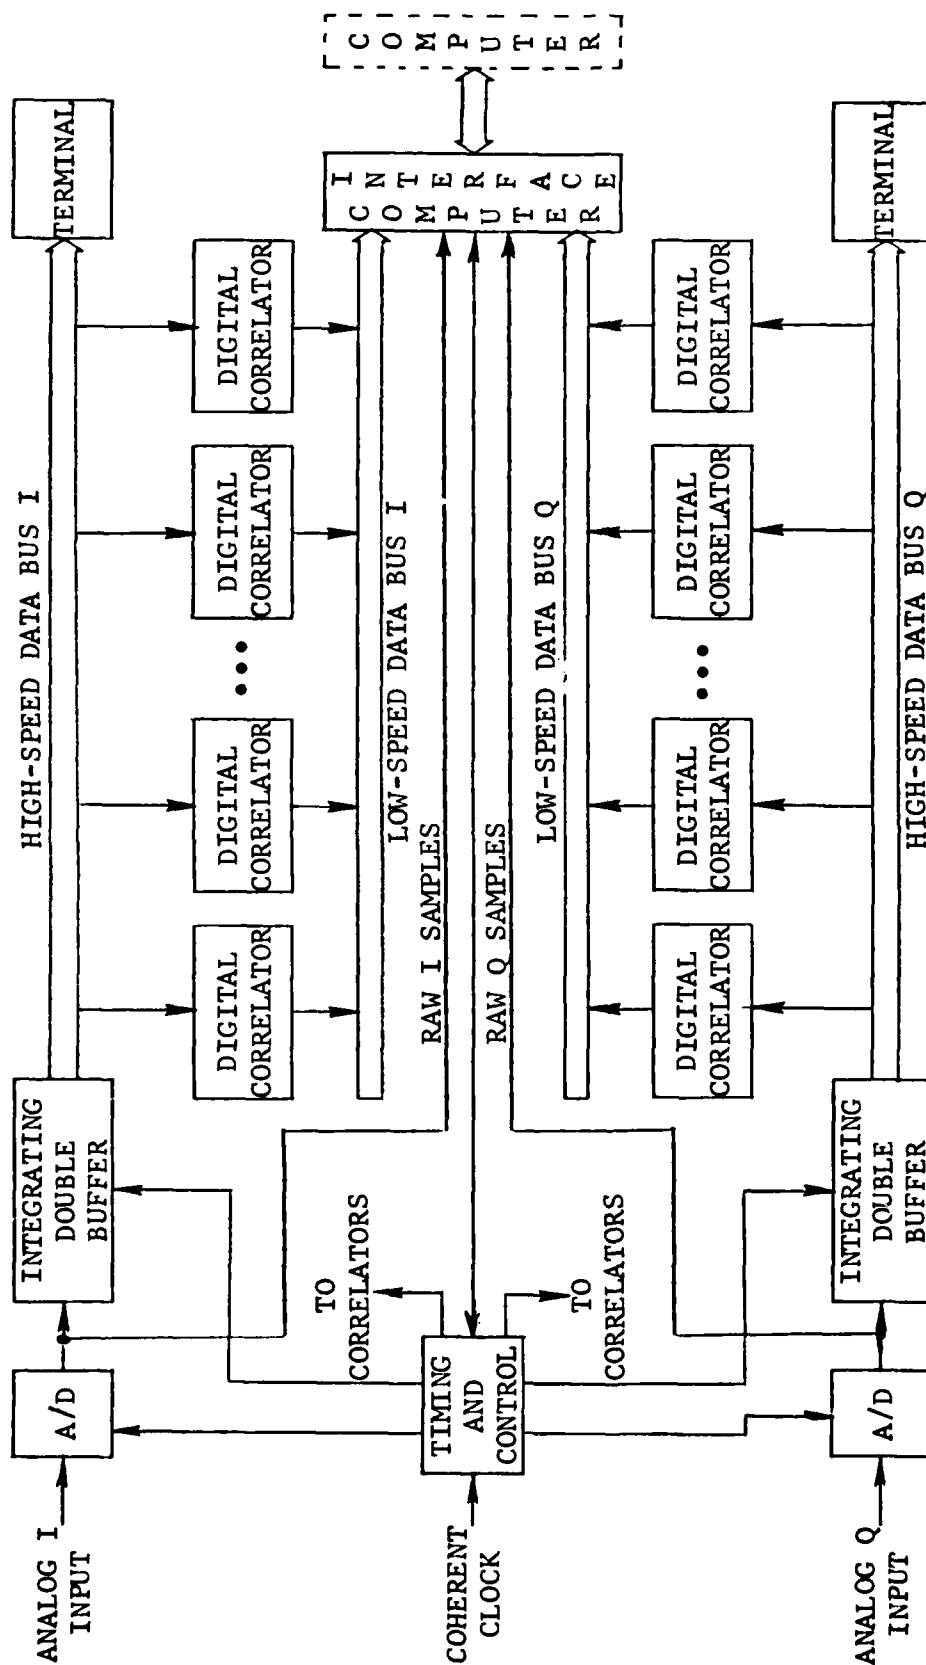 ANALOG I
INPUT
A/D
INTEGRATING
DOUBLE
BUFFER
HIGH-SPEED DATA BUS I
TERMINAL
DIGITAL
CORRELATOR
DIGITAL
CORRELATOR
•••
DIGITAL
CORRELATOR
DIGITAL
CORRELATOR
LOW-SPEED DATA BUS I
TO
CORRELATORS
RAW I SAMPLES
COHERENT
CLOCK
TIMING
AND
CONTROL
COMPUTER
INTERFACE
COMPUTER
RAW Q SAMPLES
TO
CORRELATORS
LOW-SPEED DATA BUS Q
DIGITAL
CORRELATOR
DIGITAL
CORRELATOR
•••
DIGITAL
CORRELATOR
DIGITAL
CORRELATOR
ANALOG Q
INPUT
A/D
INTEGRATING
DOUBLE
BUFFER
HIGH-SPEED DATA BUS Q
TERMINAL